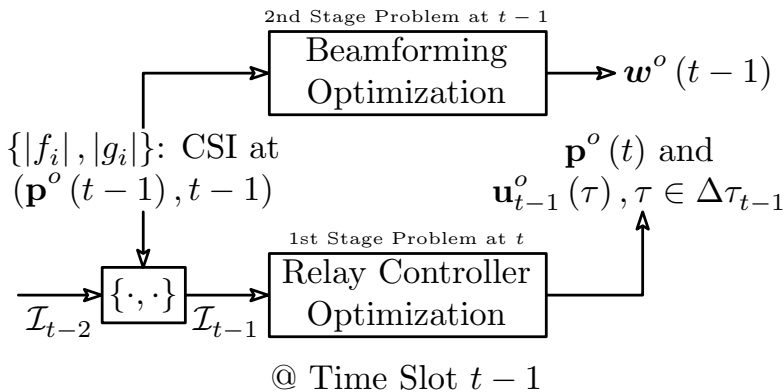 2nd Stage Problem at t − 1
Beamforming
Optimization
w^o (t − 1)
{|f_i| , |g_i|}: CSI at
(p^o (t−1) , t−1)
p^o (t) and
u^o_{t−1} (τ) , τ ∈ Δτ_{t−1}
1st Stage Problem at t
Relay Controller
Optimization
{·, ·}
I_{t−2}
I_{t−1}
@ Time Slot t − 1